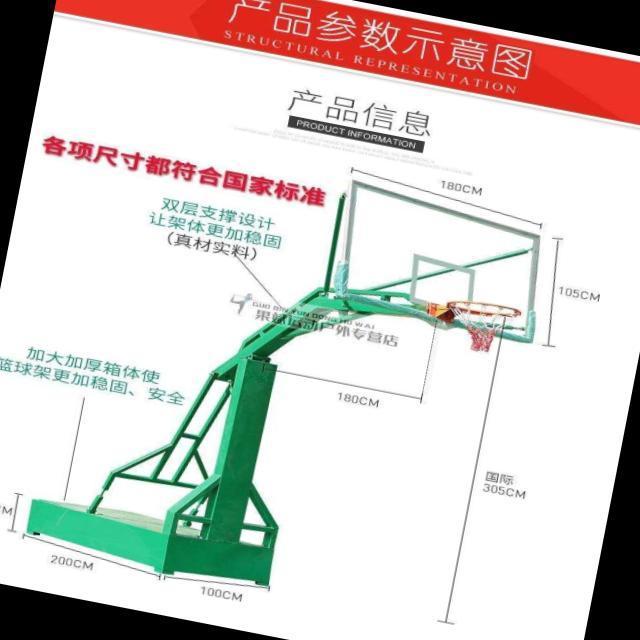 产品参数示意图
STRUCTURAL REPRESENTATION
产品信息
PRODUCT INFORMATION
各项尺寸都符合国家标准
180CM
双层支撑设计
让架体更加稳固
(真材实料)
105CM
加大加厚箱体使
篮球架更加稳固、安全
180CM
国际
305CM
200CM
100CM